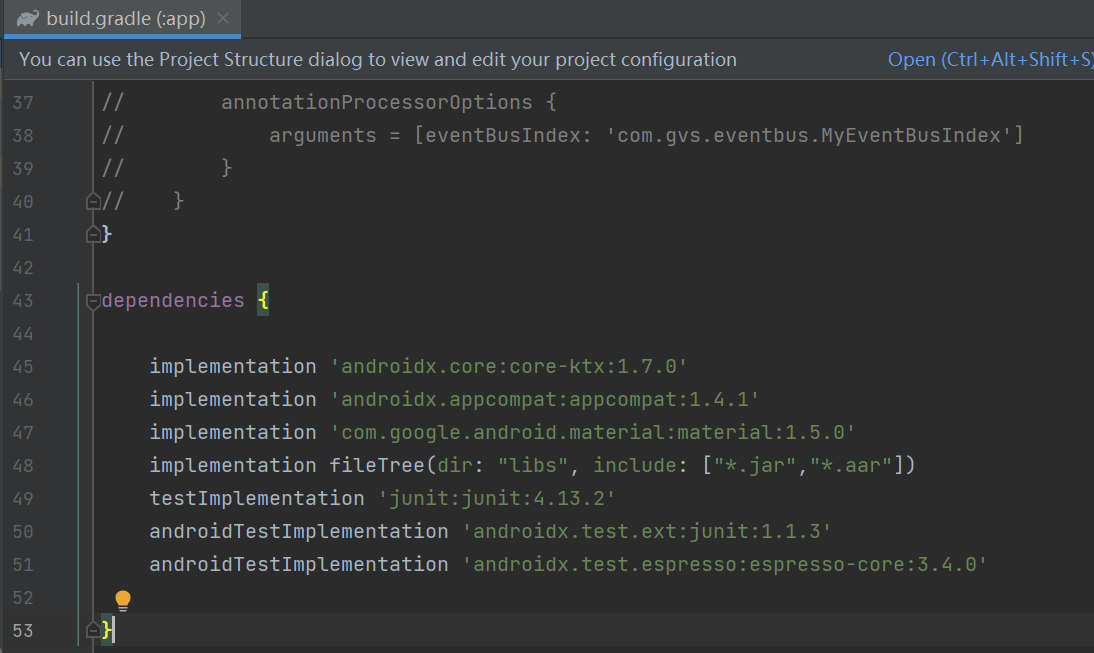 build.gradle (:app)
You can use the Project Structure dialog to view and edit your project configuration Open (Ctrl+Alt+Shift+S)
37 // annotationProcessorOptions {
38 // arguments = [eventBusIndex: 'com.gvs.eventbus.MyEventBusIndex']
39 // }
40 // }
41 }
42
43 dependencies {
44
45 implementation 'androidx.core:core-ktx:1.7.0'
46 implementation 'androidx.appcompat:appcompat:1.4.1'
47 implementation 'com.google.android.material:material:1.5.0'
48 implementation fileTree(dir: "libs", include: ["*.jar","*.aar"])
49 testImplementation 'junit:junit:4.13.2'
50 androidTestImplementation 'androidx.test.ext:junit:1.1.3'
51 androidTestImplementation 'androidx.test.espresso:espresso-core:3.4.0'
52
53 }